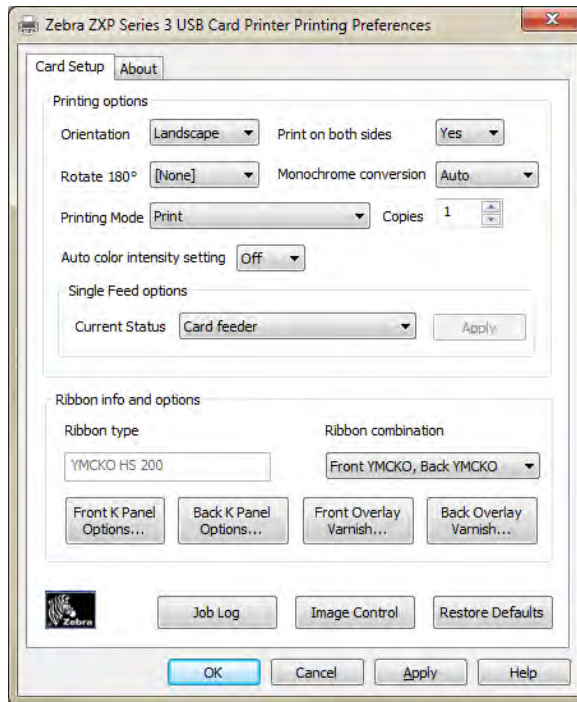 Zebra ZXP Series 3 USB Card Printer Printing Preferences
Card Setup About
Printing options
Orientation Landscape Print on both sides Yes
Rotate 180° [None] Monochrome conversion Auto
Printing Mode Print Copies 1
Auto color intensity setting Off
Single Feed options
Current Status Card feeder Apply
Ribbon info and options
Ribbon type Ribbon combination
YMCKO HS 200 Front YMCKO, Back YMCKO
Front K Panel Back K Panel Front Overlay Back Overlay
Options... Options... Varnish... Varnish...
Zebra Job Log Image Control Restore Defaults
OK Cancel Apply Help